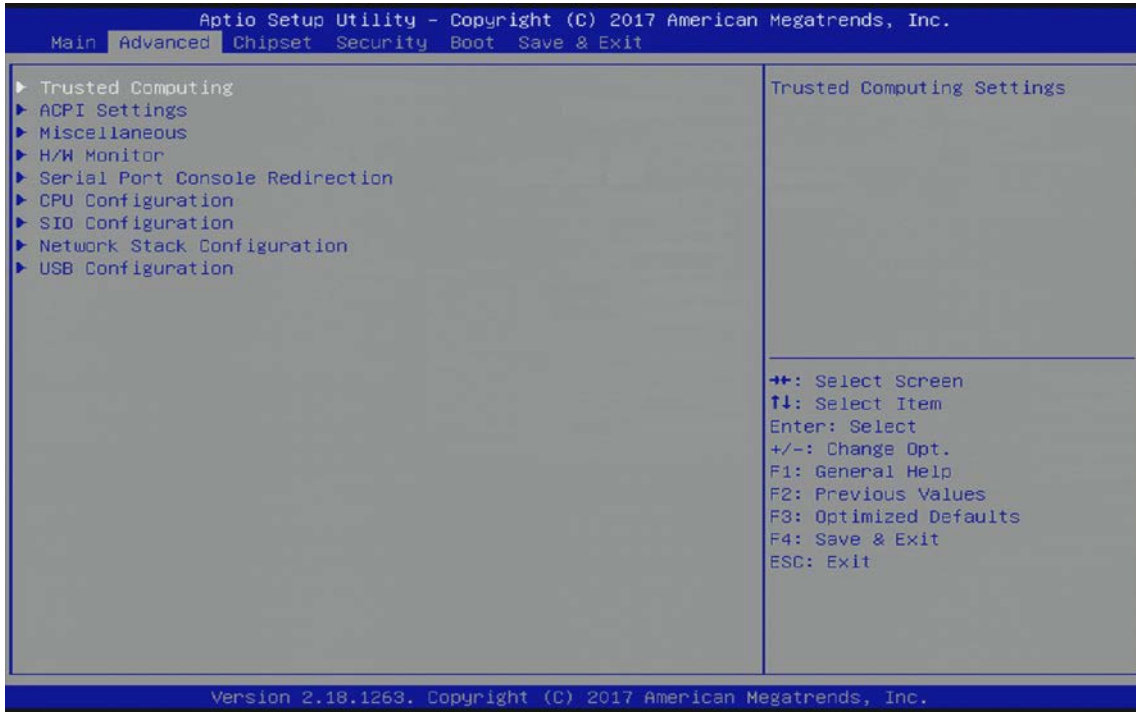 Aptio Setup Utility – Copyright (C) 2017 American Megatrends, Inc.
Main Advanced Chipset Security Boot Save & Exit
▶ Trusted Computing
▶ ACPI Settings
▶ Miscellaneous
▶ H/W Monitor
▶ Serial Port Console Redirection
▶ CPU Configuration
▶ SIO Configuration
▶ Network Stack Configuration
▶ USB Configuration
Trusted Computing Settings
→←: Select Screen
↑↓: Select Item
Enter: Select
+/-: Change Opt.
F1: General Help
F2: Previous Values
F3: Optimized Defaults
F4: Save & Exit
ESC: Exit
Version 2.18.1263. Copyright (C) 2017 American Megatrends, Inc.